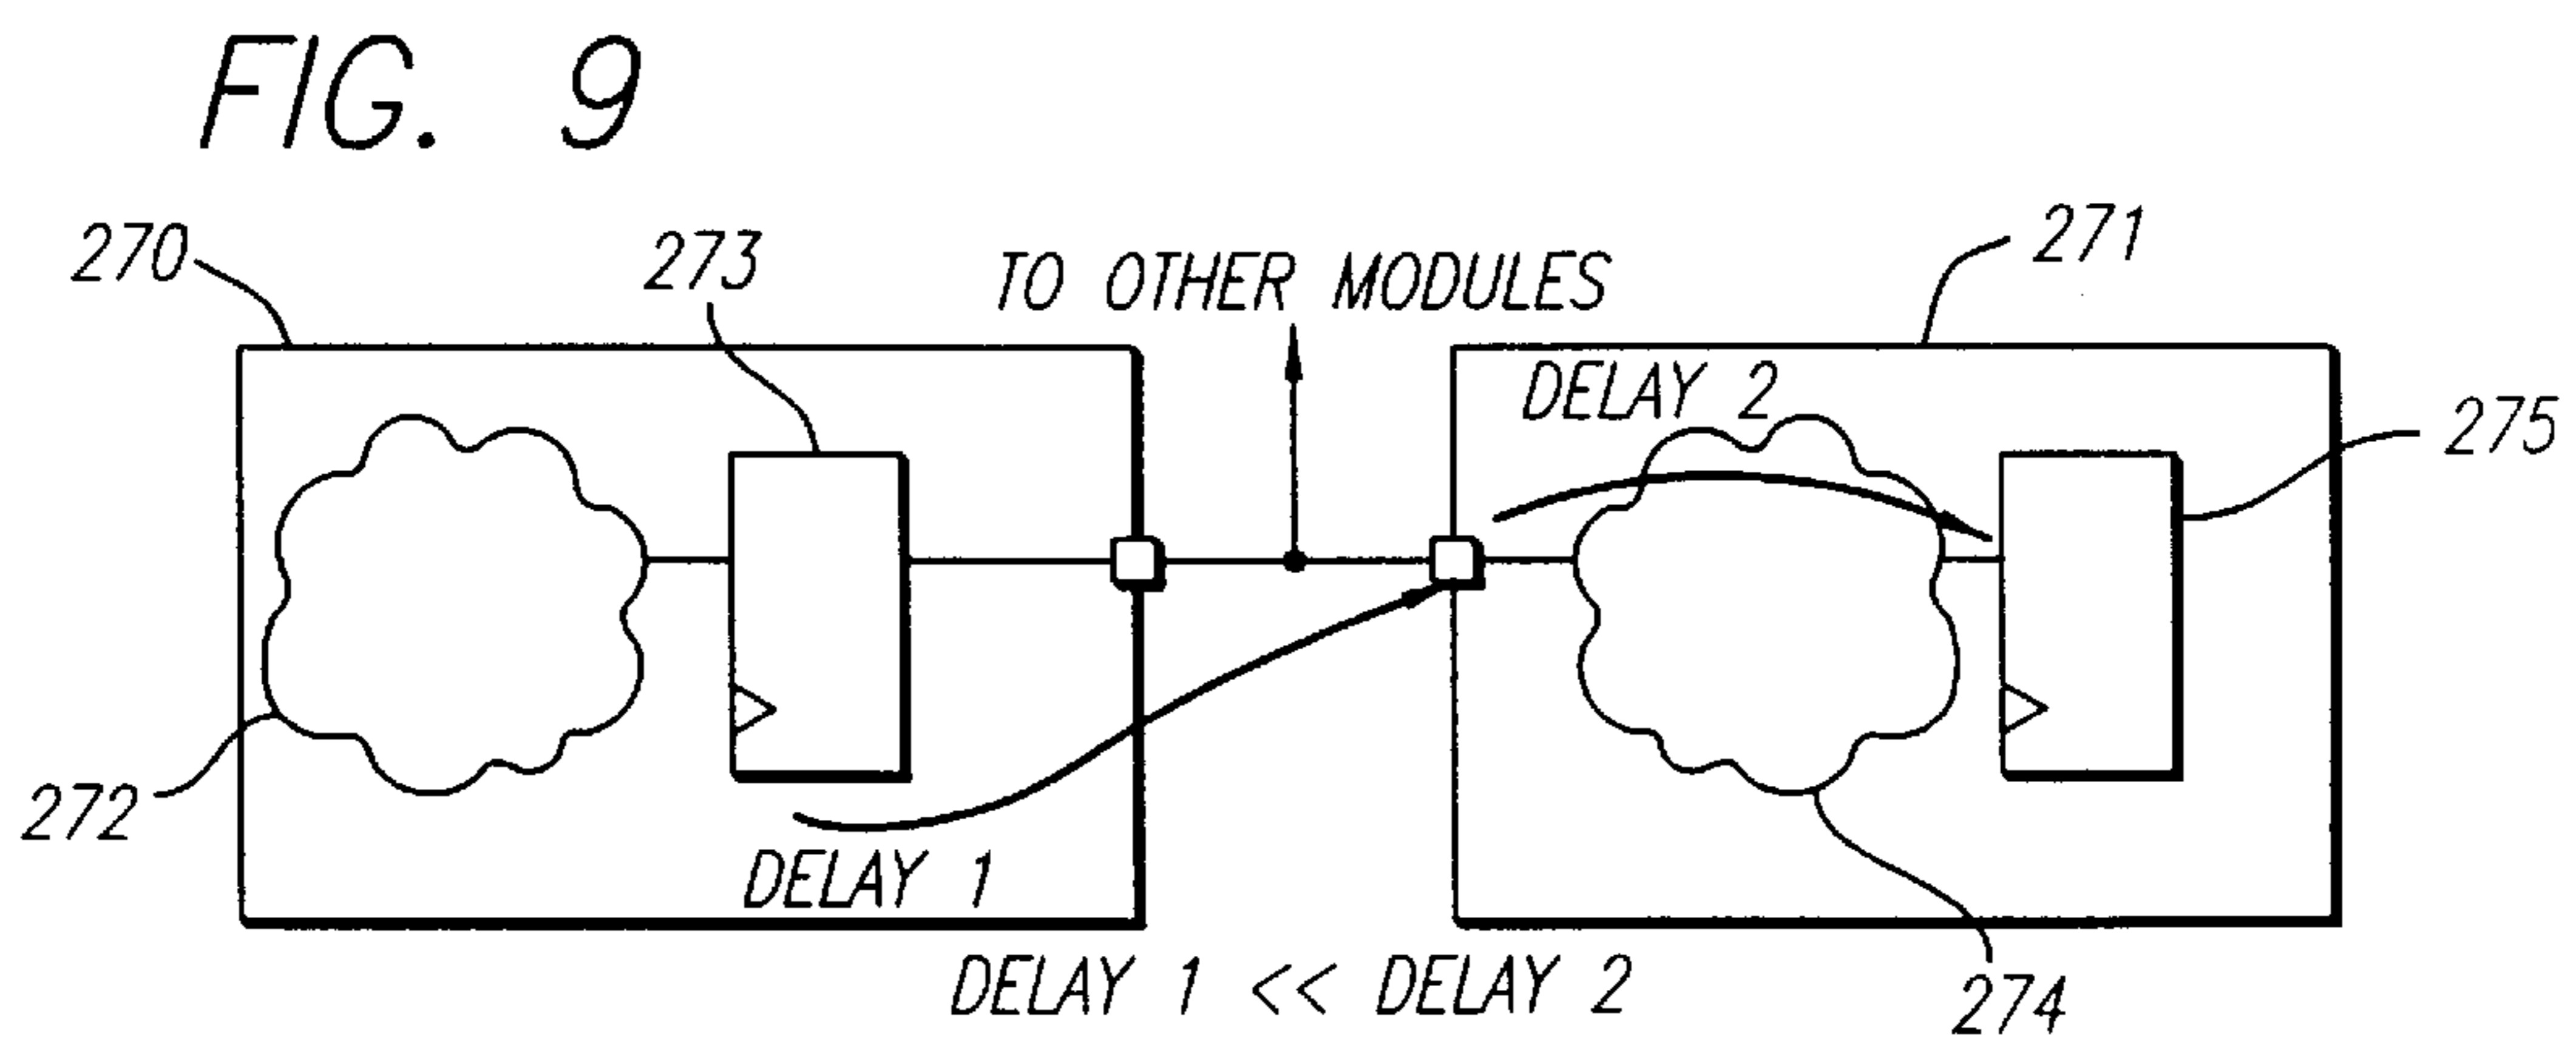 FIG. 9
270
273
TO OTHER MODULES
271
DELAY 2
275
272
DELAY 1
DELAY 1 << DELAY 2
274